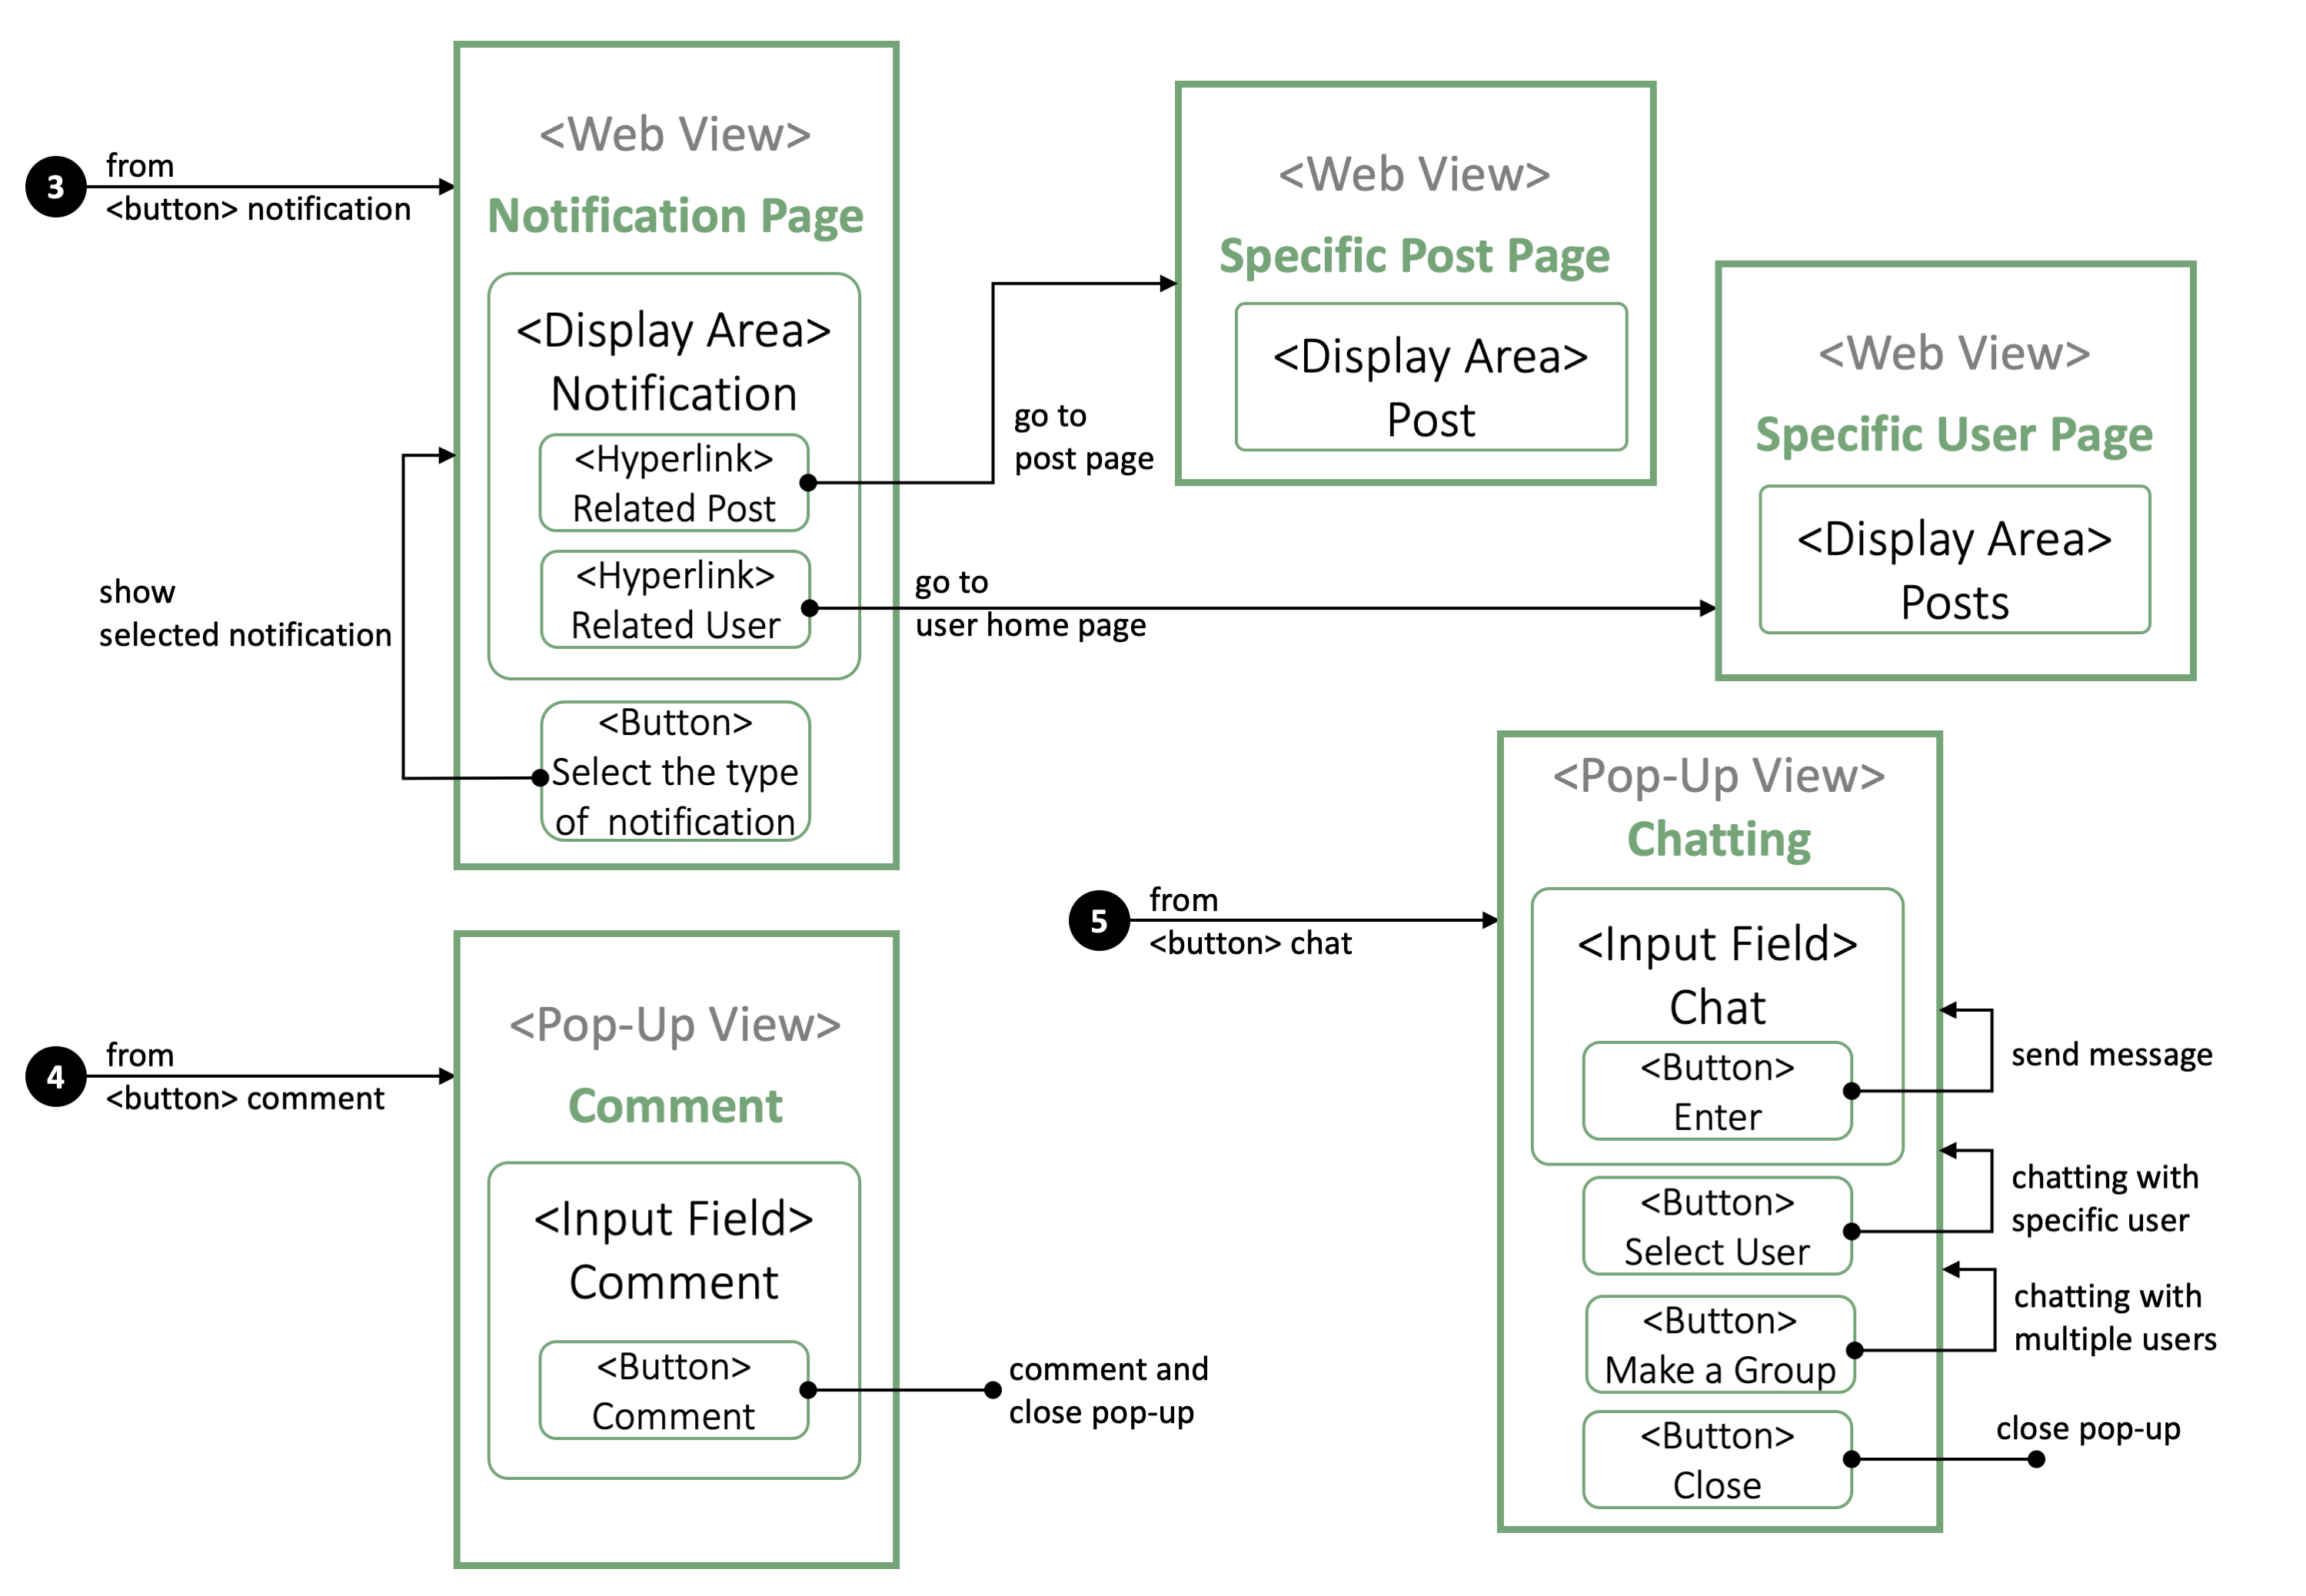 3
from
<button> notification
<Web View>
Notification Page
<Display Area>
Notification
<Hyperlink>
Related Post
<Hyperlink>
Related User
<Button>
Select the type
of notification
show
selected notification
go to
post page
go to
user home page
<Web View>
Specific Post Page
<Display Area>
Post
<Web View>
Specific User Page
<Display Area>
Posts
4
from
<button> comment
<Pop-Up View>
Comment
<Input Field>
Comment
<Button>
Comment
comment and
close pop-up
5
from
<button> chat
<Pop-Up View>
Chatting
<Input Field>
Chat
<Button>
Enter
send message
<Button>
Select User
chatting with
specific user
<Button>
Make a Group
chatting with
multiple users
<Button>
Close
close pop-up